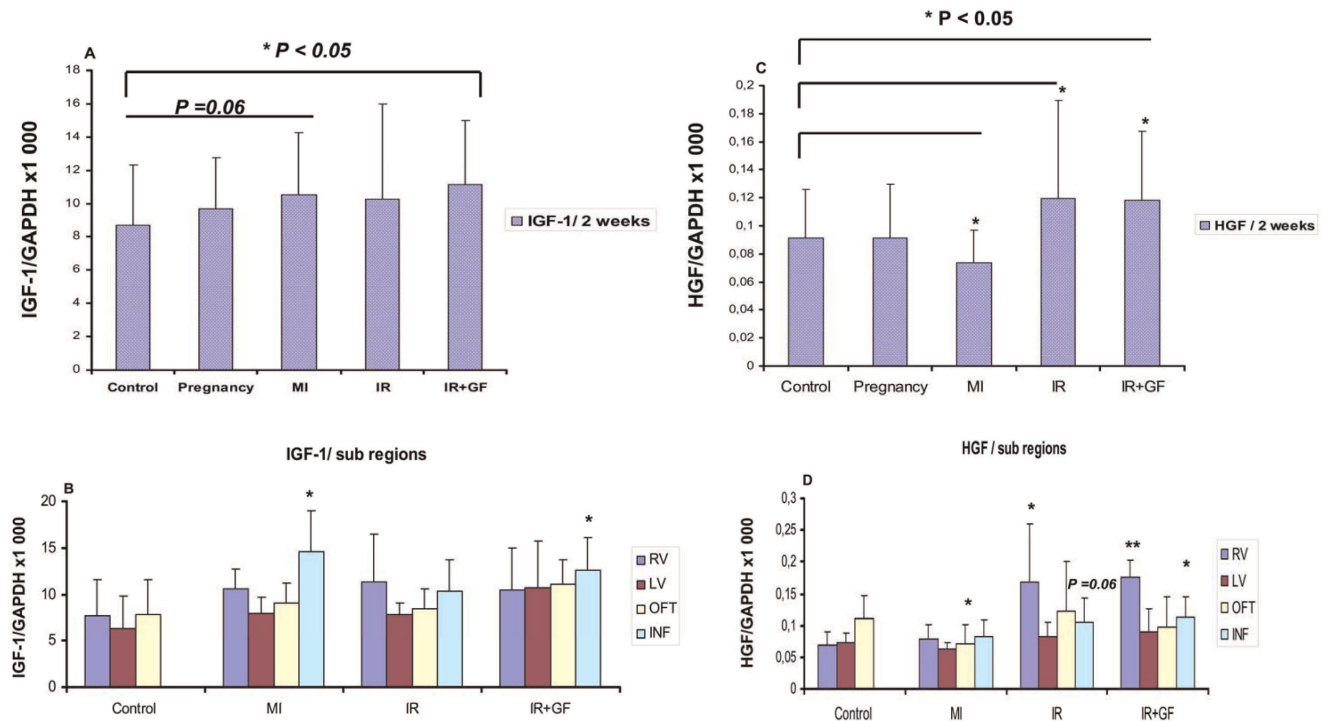 A
* P < 0.05
P =0.06
IGF-1/GAPDH x1 000
18
16
14
12
10
8
6
4
2
0
Control Pregnancy MI IR IR+GF
IGF-1/ 2 weeks
* P < 0.05
C
HGF/GAPDH x1 000
0,2
0,18
0,16
0,14
0,12
0,1
0,08
0,06
0,04
0,02
0
* * *
Control Pregnancy MI IR IR+GF
HGF / 2 weeks
IGF-1/ sub regions
B
IGF-1/GAPDH x1 000
20
15
10
5
0
* *
Control MI IR IR+GF
RV
LV
OFT
INF
HGF / sub regions
D
HGF/GAPDH x1 000
0,3
0,25
0,2
0,15
0,1
0,05
0
* * P =0.06 ** *
Control MI IR IR+GF
RV
LV
OFT
INF